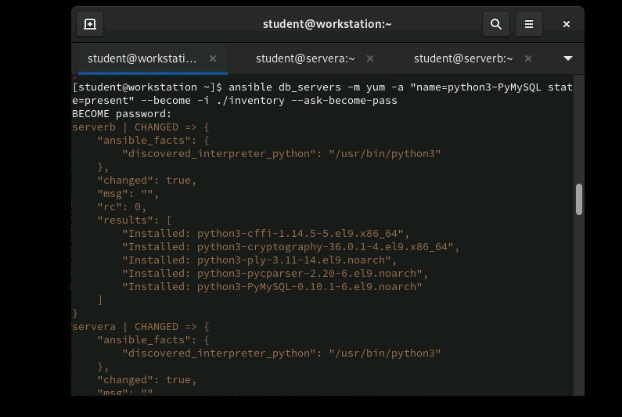 student@workstation:~
student@workstati...
student@servera:~
student@serverb:~
[student@workstation ~]$ ansible db_servers -m yum -a "name=python3-PyMySQL stat
e=present" --become -i ./inventory --ask-become-pass
BECOME password:
serverb | CHANGED => {
    "ansible_facts": {
        "discovered_interpreter_python": "/usr/bin/python3"
    },
    "changed": true,
    "msg": "",
    "rc": 0,
    "results": [
        "Installed: python3-cffi-1.14.5-5.el9.x86_64",
        "Installed: python3-cryptography-36.0.1-4.el9.x86_64",
        "Installed: python3-ply-3.11-14.el9.noarch",
        "Installed: python3-pycparser-2.20-6.el9.noarch",
        "Installed: python3-PyMySQL-0.10.1-6.el9.noarch"
    ]
}
servera | CHANGED => {
    "ansible_facts": {
        "discovered_interpreter_python": "/usr/bin/python3"
    },
    "changed": true,
    "msg": ""